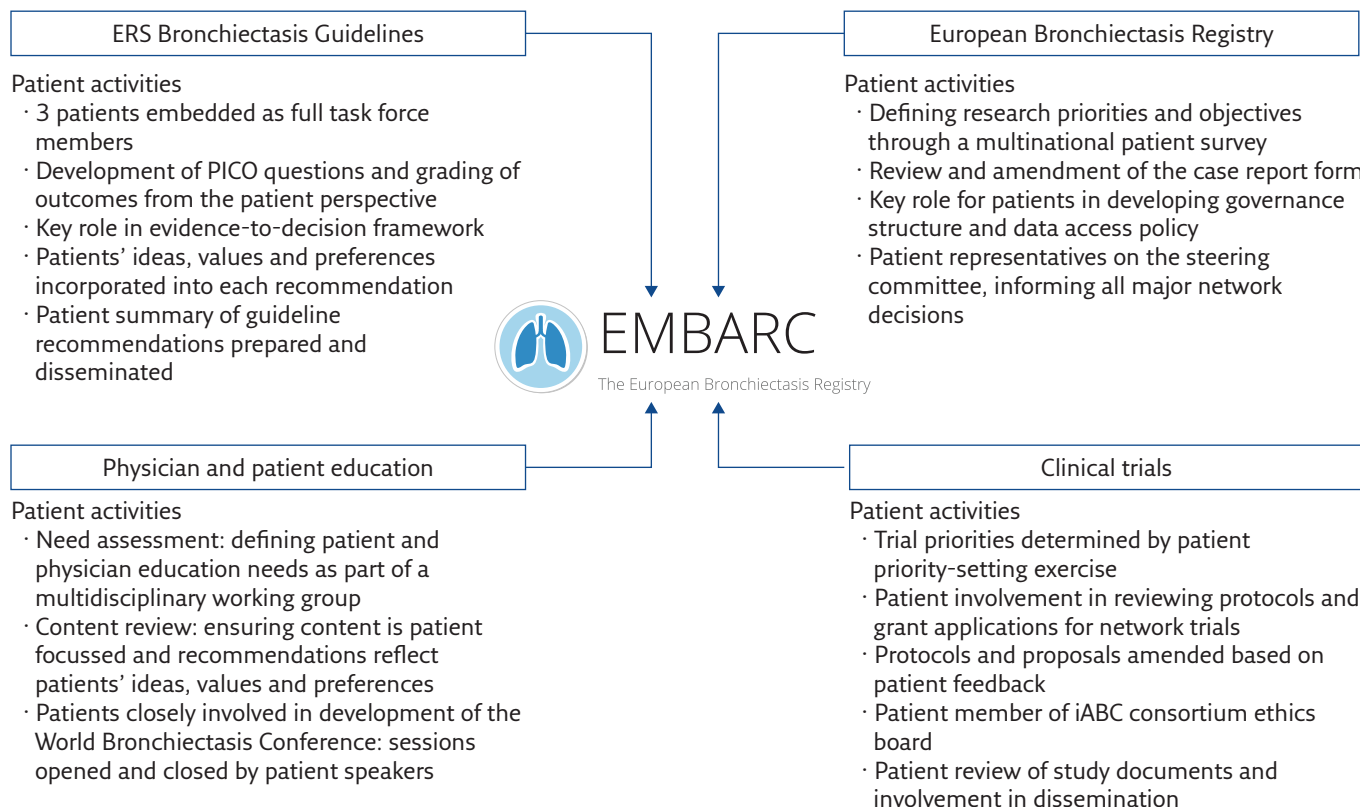 ERS Bronchiectasis Guidelines
Patient activities
· 3 patients embedded as full task force
members
· Development of PICO questions and grading of
outcomes from the patient perspective
· Key role in evidence-to-decision framework
· Patients’ ideas, values and preferences
incorporated into each recommendation
· Patient summary of guideline
recommendations prepared and
disseminated
European Bronchiectasis Registry
Patient activities
· Defining research priorities and objectives
through a multinational patient survey
· Review and amendment of the case report form
· Key role for patients in developing governance
structure and data access policy
· Patient representatives on the steering
committee, informing all major network
decisions
EMBARC
The European Bronchiectasis Registry
Physician and patient education
Patient activities
· Need assessment: defining patient and
physician education needs as part of a
multidisciplinary working group
· Content review: ensuring content is patient
focussed and recommendations reflect
patients’ ideas, values and preferences
· Patients closely involved in development of the
World Bronchiectasis Conference: sessions
opened and closed by patient speakers
Clinical trials
Patient activities
· Trial priorities determined by patient
priority-setting exercise
· Patient involvement in reviewing protocols and
grant applications for network trials
· Protocols and proposals amended based on
patient feedback
· Patient member of iABC consortium ethics
board
· Patient review of study documents and
involvement in dissemination